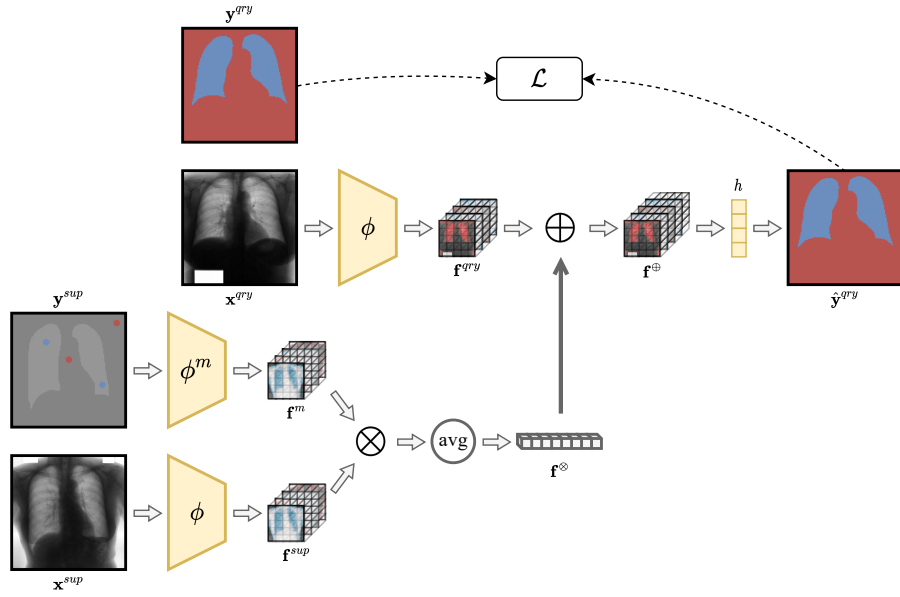 𝐲^{qry}
ℒ
h
ϕ
𝐟^{qry}
𝐟^⊕
𝐱^{qry}
ŷ^{qry}
𝐲^{sup}
ϕ^m
𝐟^m
avg
𝐟^⊗
ϕ
𝐟^{sup}
𝐱^{sup}